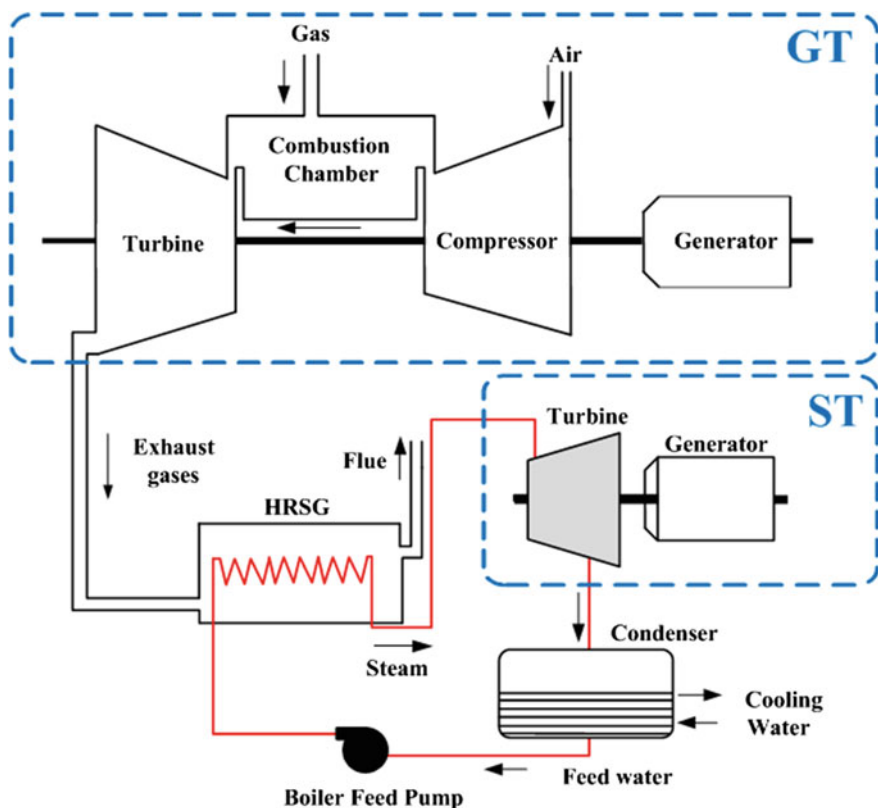 Gas
GT
Air
Combustion
Chamber
Turbine
Compressor
Generator
ST
Turbine
Generator
Exhaust
gases
Flue
HRSG
Condenser
Steam
Cooling
Water
Feed water
Boiler Feed Pump